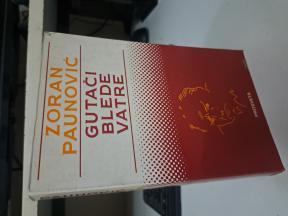 ZORAN
PAUNOVIĆ
GUTAČI
BLEDE
VATRE